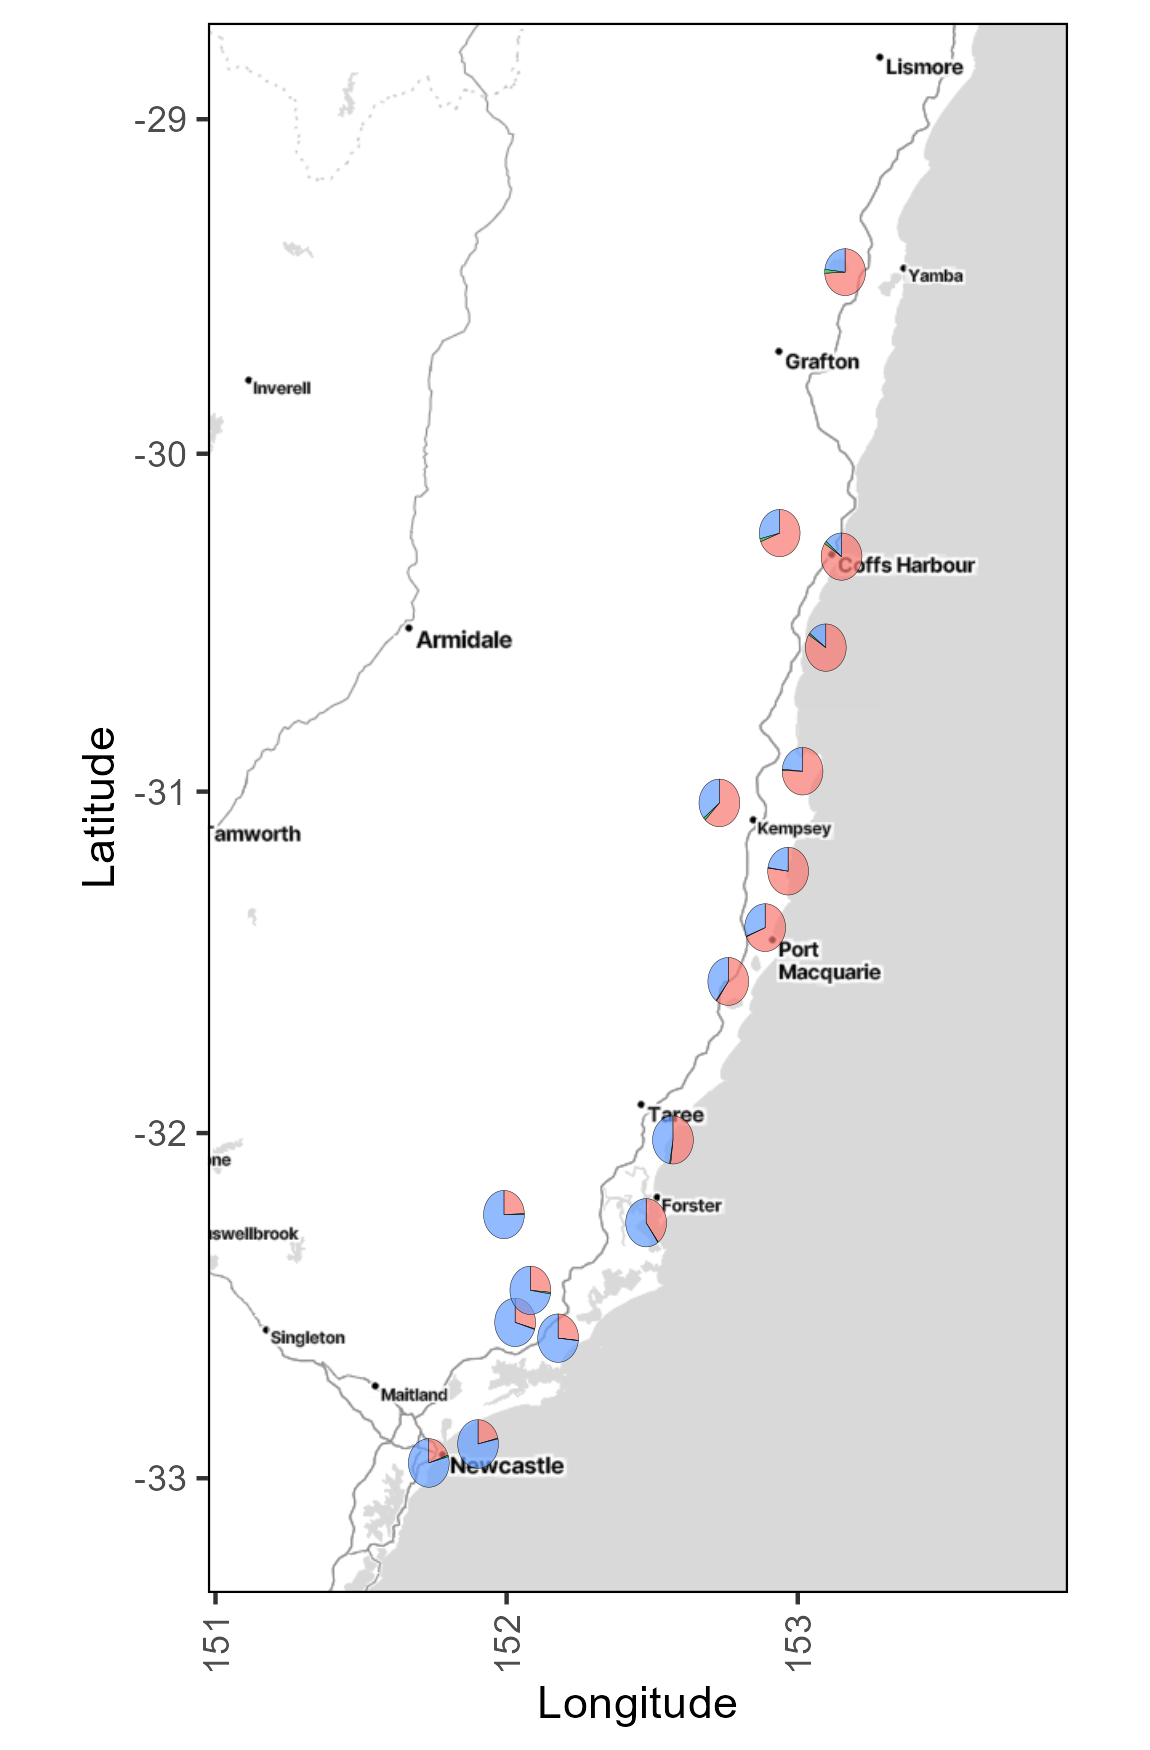 Lismore
-29
Yamba
Grafton
Inverell
-30
Coffs Harbour
Armidale
-31
Kempsey
amworth
Port
Macquarie
-32
Taree
one
Forster
swellbrook
Singleton
Maitland
Newcastle
-33
151
152
153
Latitude
Longitude